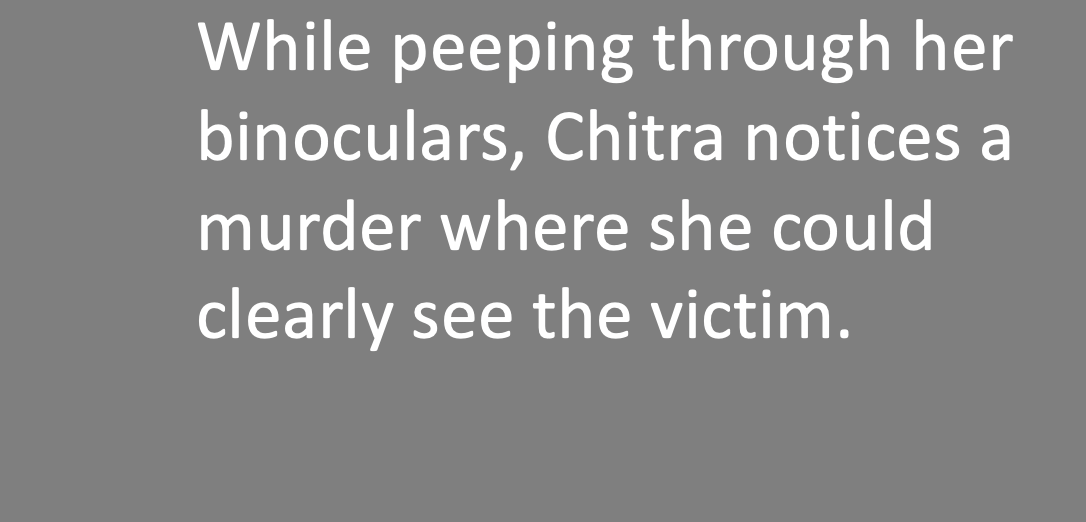 While peeping through her
binoculars, Chitra notices a
murder where she could
clearly see the victim.